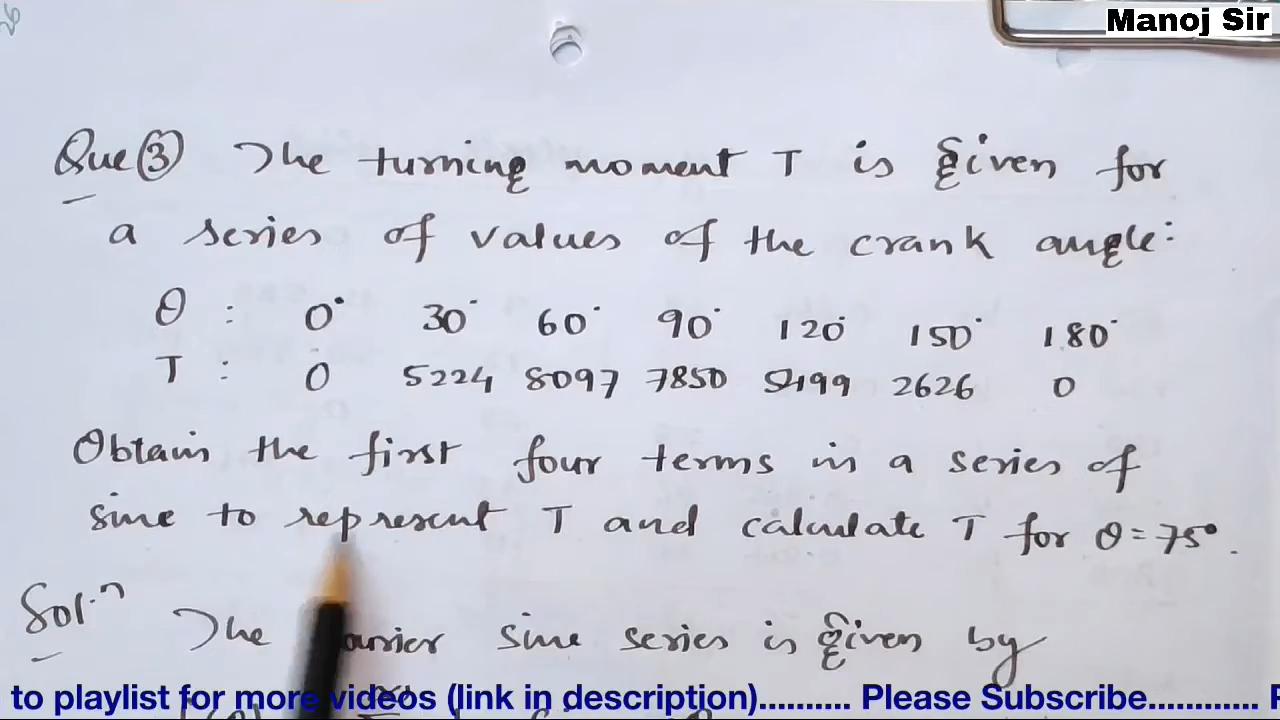 Manoj Sir
Que (3) The turning moment T is given for
a series of values of the crank angle:
θ : 0° 30° 60° 90° 120° 150° 180°
T : 0 5224 8097 7850 5499 2626 0
Obtain the first four terms in a series of
sine to represent T and calculate T for θ = 75°.
Sol.n The sine series is given by
to playlist for more videos (link in description).......... Please Subscribe.............